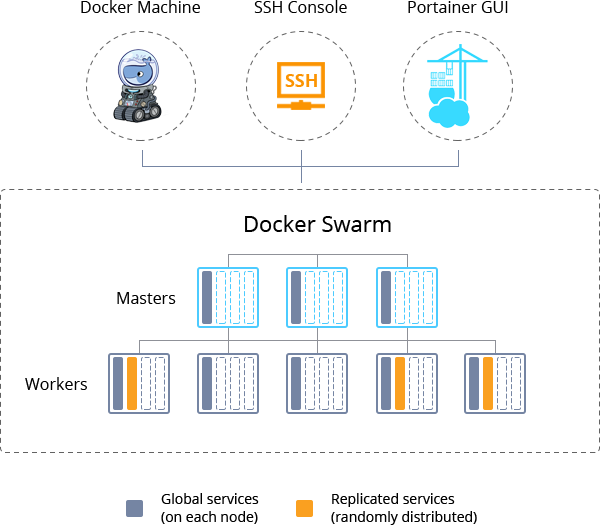 Docker Machine
SSH Console
Portainer GUI
SSH
Docker Swarm
Masters
Workers
Global services
(on each node)
Replicated services
(randomly distributed)